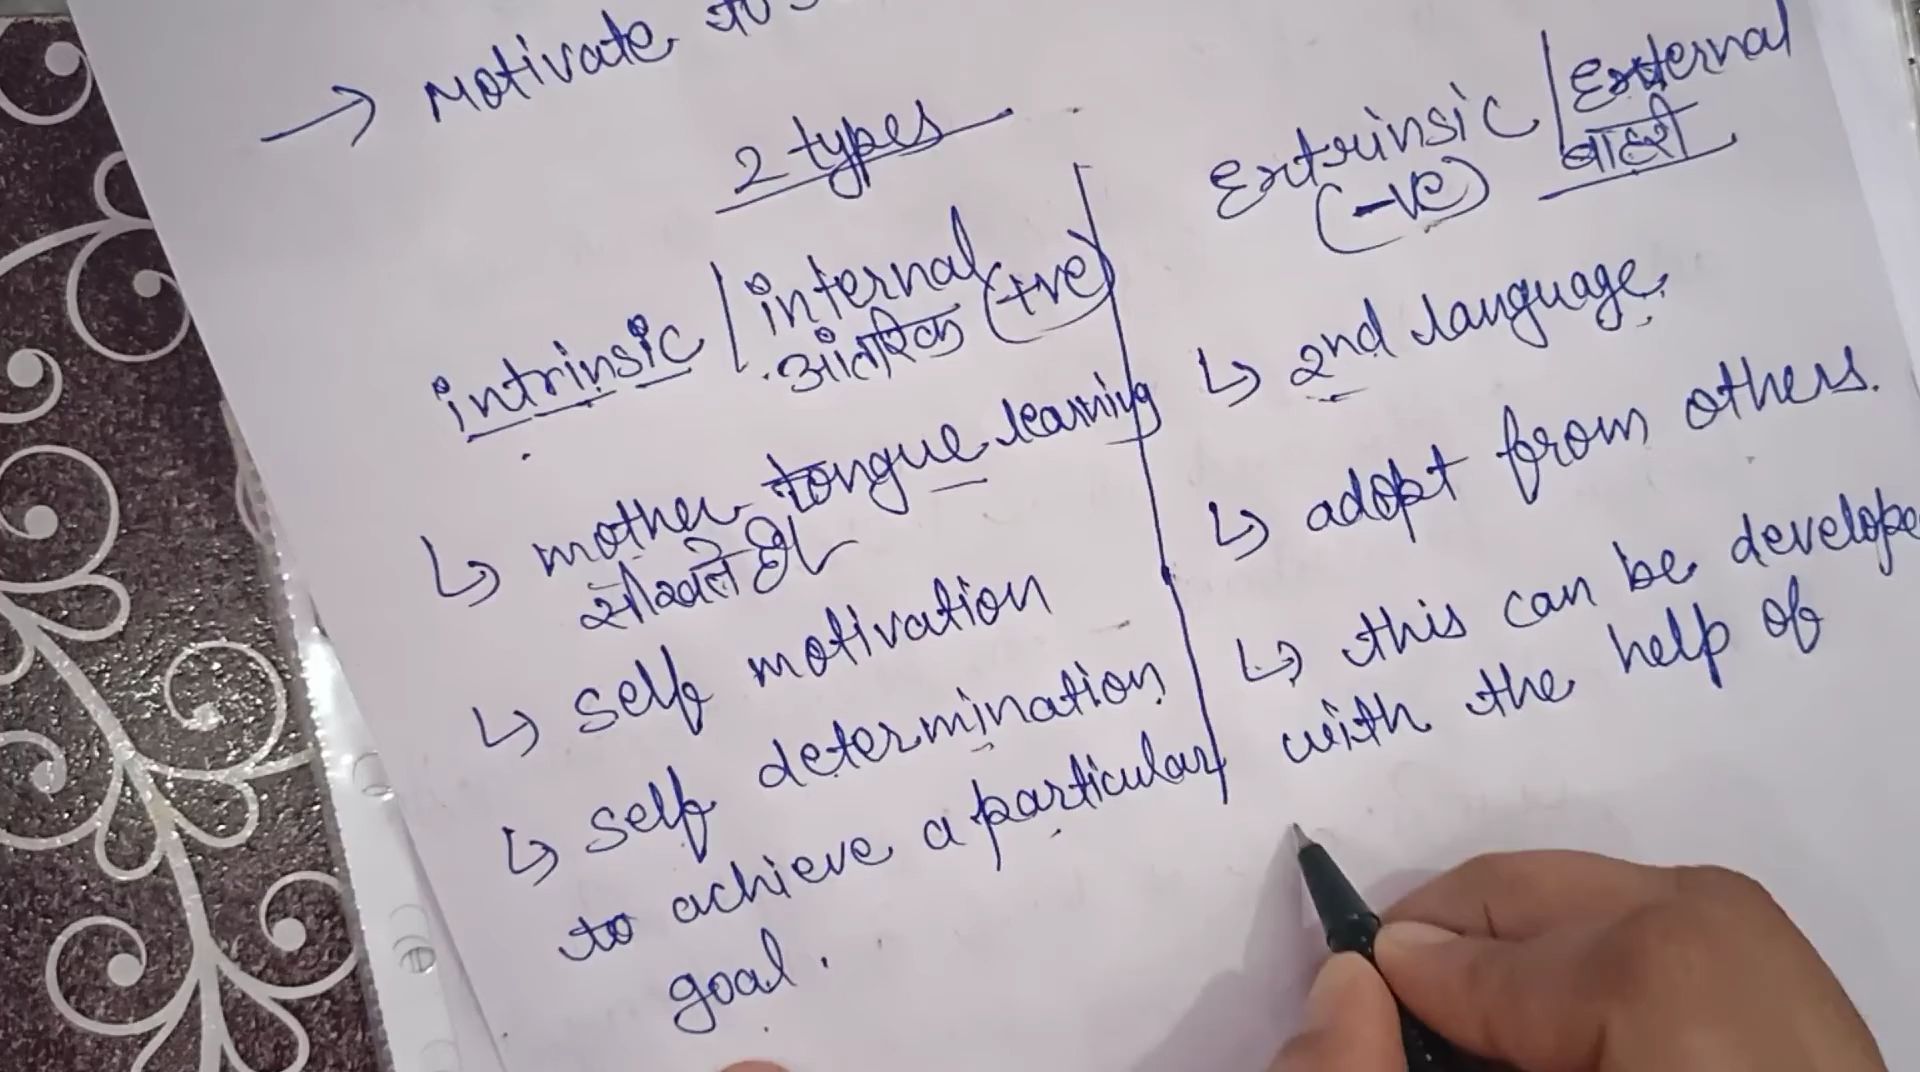 → Motivate to
2 types
intrinsic | internal (+ve)
आंतरिक
↳ mother tongue learning
सीखते है।
↳ self motivation
↳ self determination
to achieve a particular
goal.
Extrinsic | External
(-ve) बाहरी
↳ 2nd language.
↳ adopt from others.
↳ this can be develope
with the help of